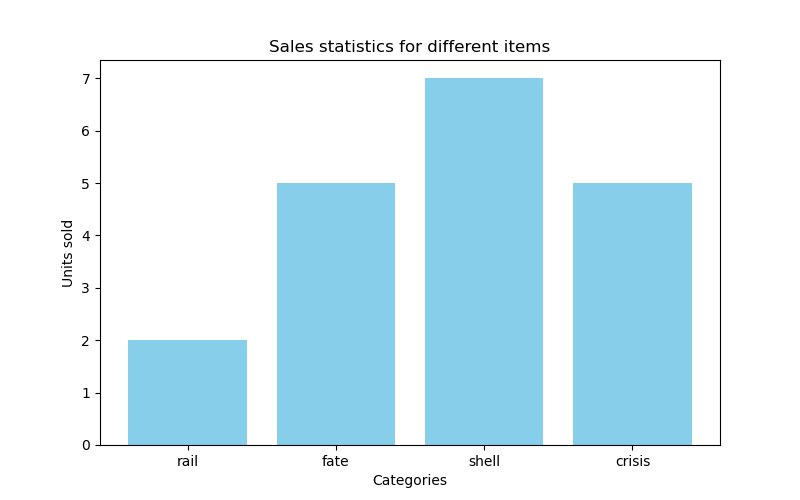 Sales statistics for different items
Units sold
7
6
5
4
3
2
1
0
rail fate shell crisis
Categories